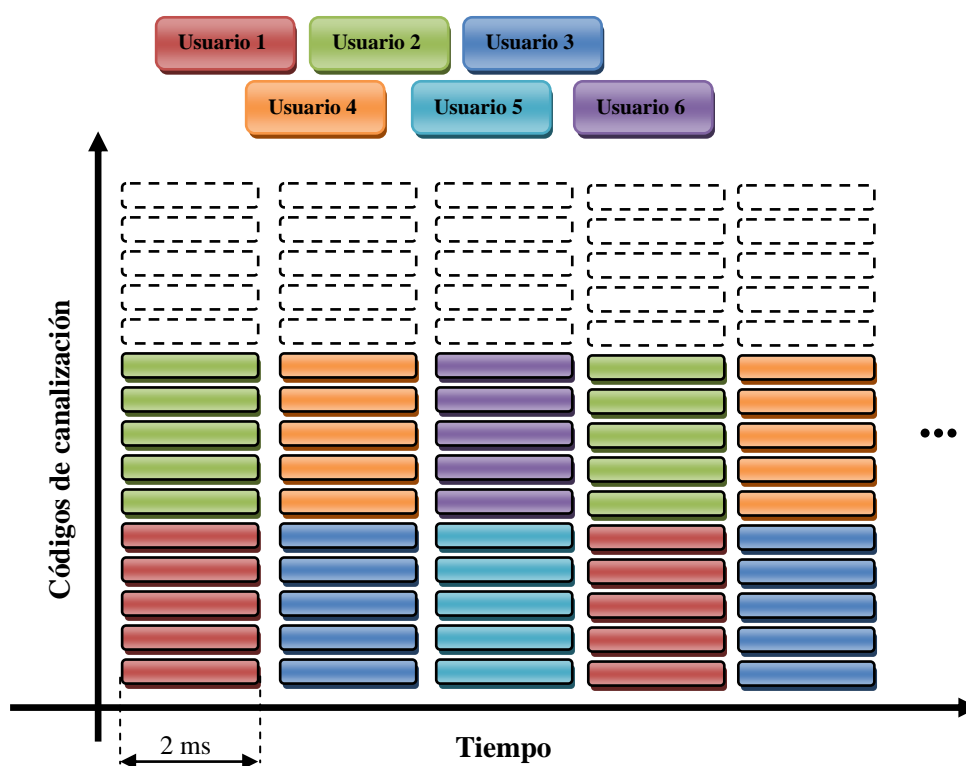 Usuario 1
Usuario 2
Usuario 3
Usuario 4
Usuario 5
Usuario 6
Códigos de canalización
...
2 ms
Tiempo